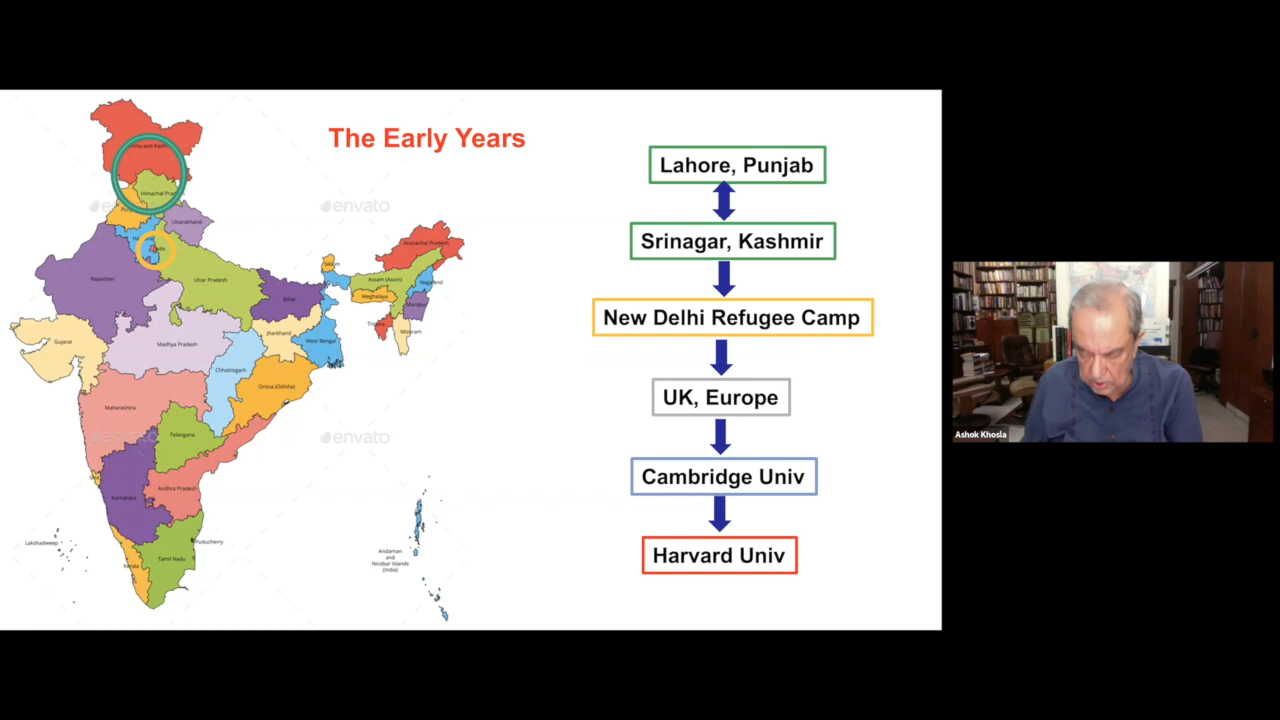 The Early Years
Lahore, Punjab
Srinagar, Kashmir
New Delhi Refugee Camp
UK, Europe
Cambridge Univ
Harvard Univ
Uttarakhand
Rajasthan
Uttar Pradesh
Bihar
Arunachal Pradesh
Assam (Asom)
Nagaland
Meghalaya
Manipur
Mizoram
Gujarat
Madhya Pradesh
Jharkhand
West Bengal
Chhattisgarh
Orissa (Odisha)
Maharashtra
Telangana
Andhra Pradesh
Karnataka
Puducherry
Tamil Nadu
Kerala
Lakshadweep
Andaman
and
Nicobar Islands
(India)
envato
envato
envato
Ashok Khosla